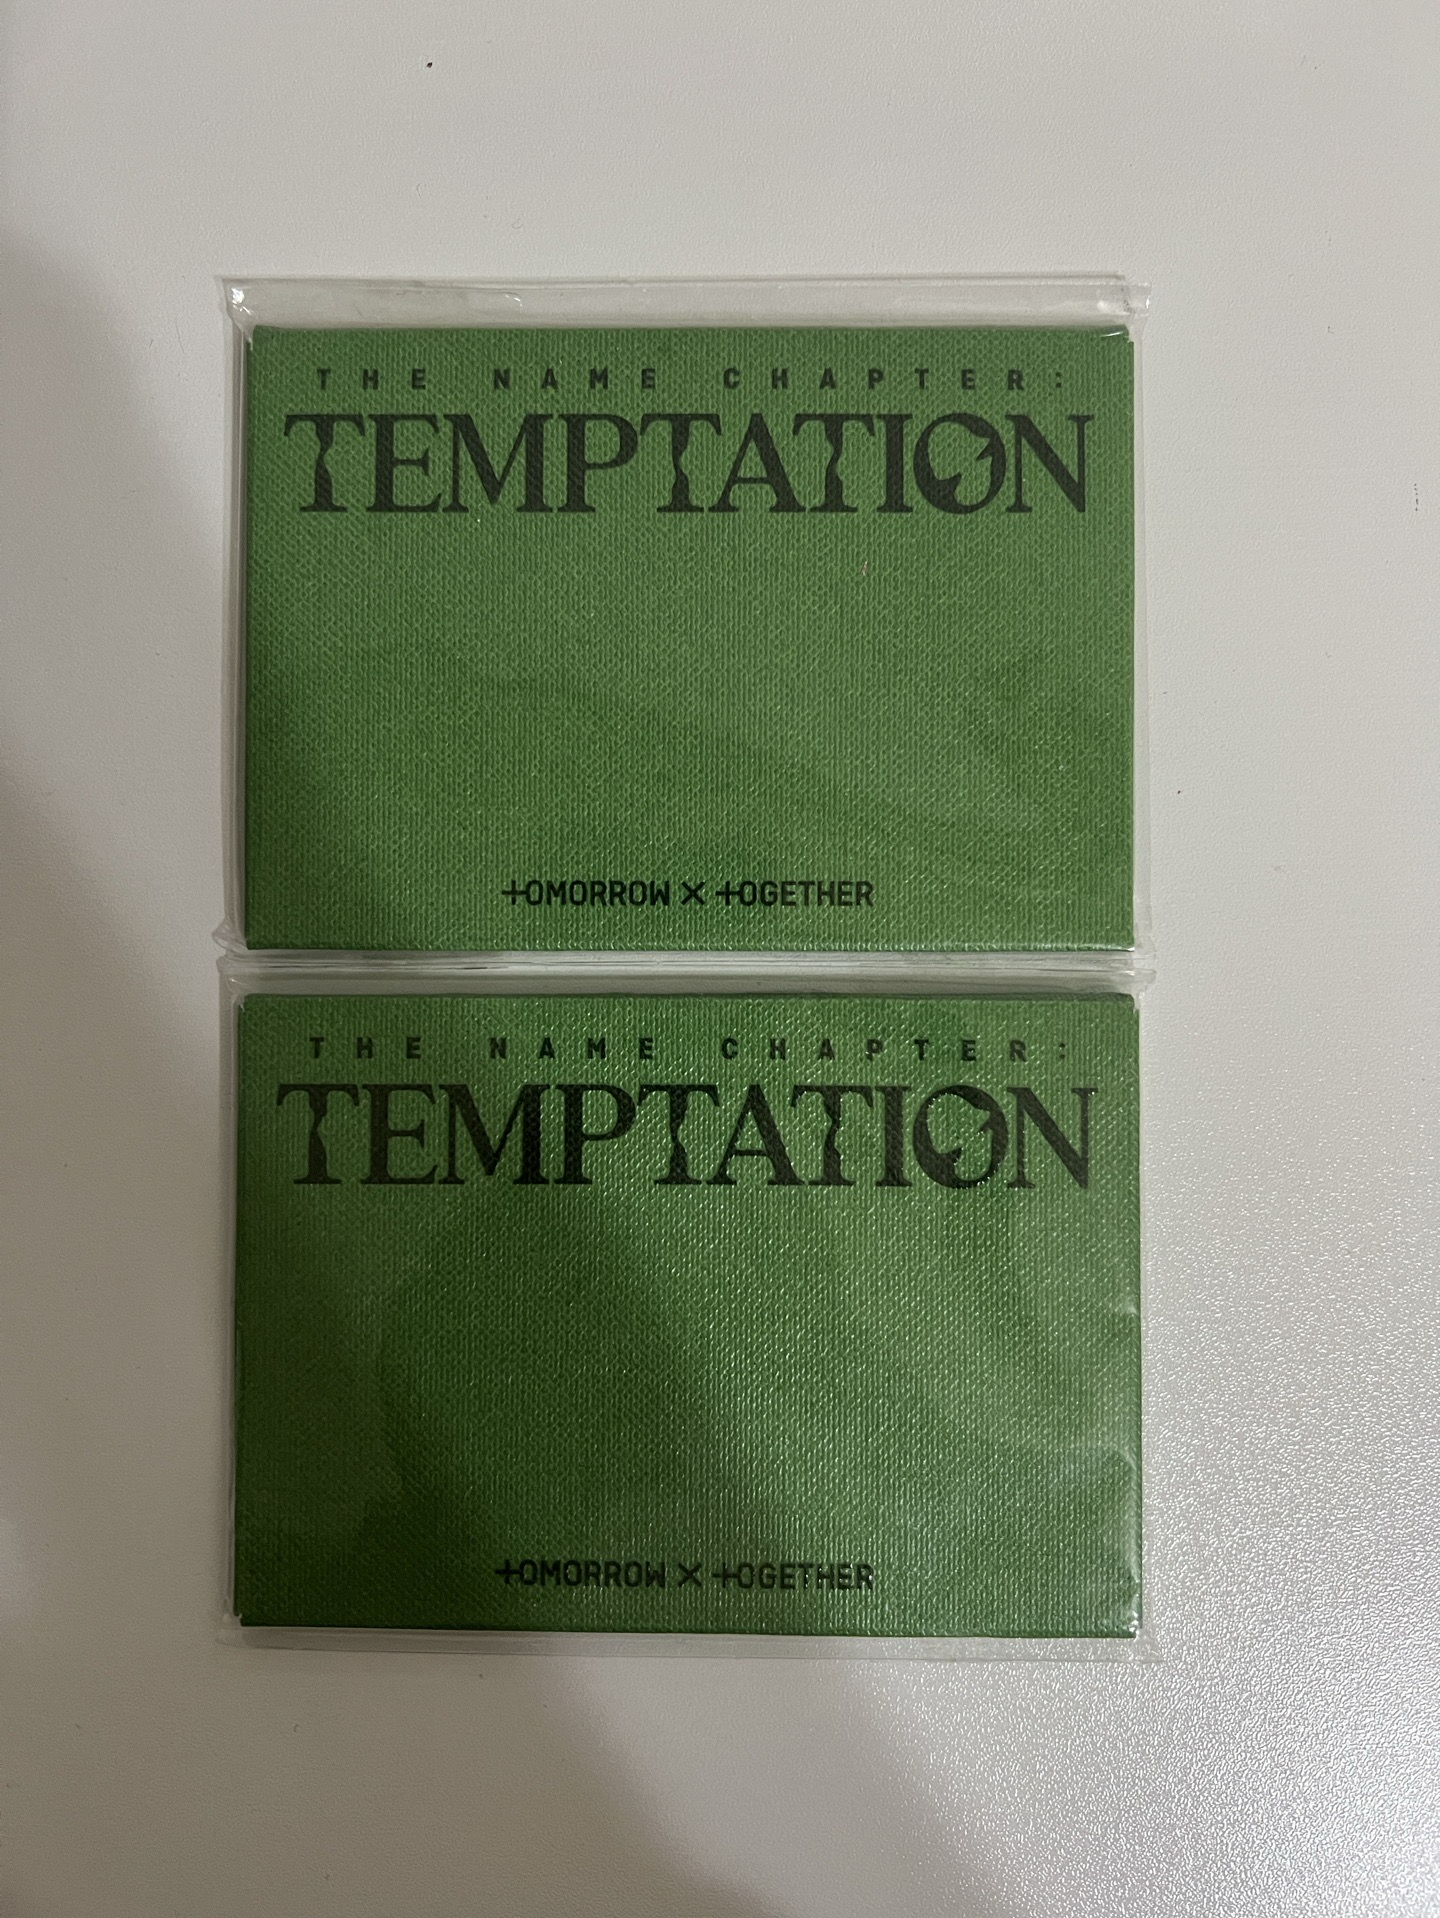 THE NAME CHAPTER:
TEMPTATION
TOMORROW X TOGETHER
THE NAME CHAPTER:
TEMPTATION
TOMORROW X TOGETHER